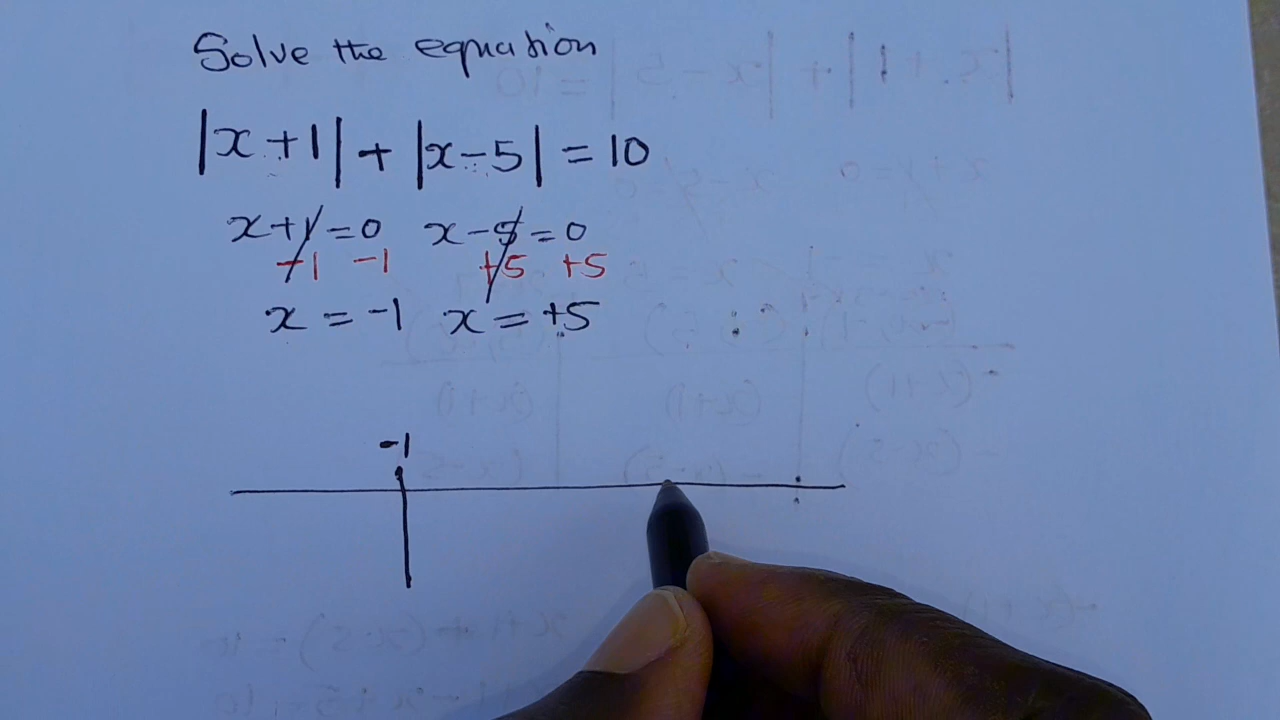 Solve the equation
|x+1| + |x-5| = 10
x+1=0 x-5=0
-1 -1 +5 +5
x = -1 x = +5
-1